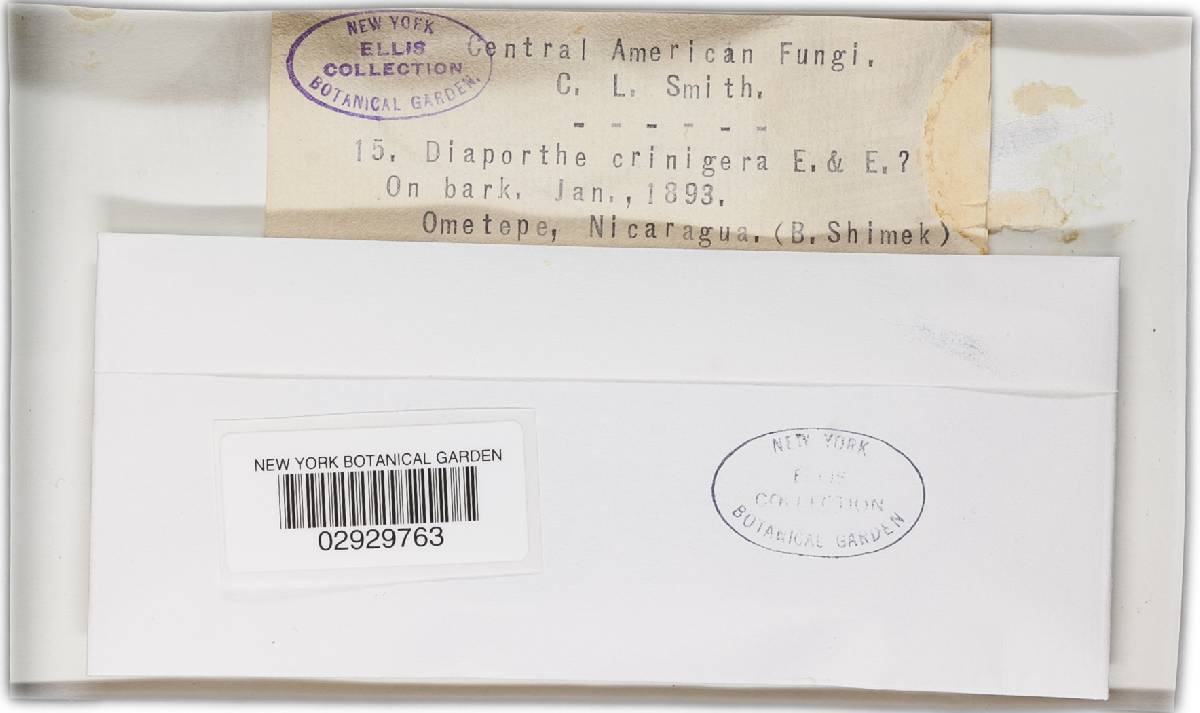 NEW YORK
ELLIS
COLLECTION
BOTANICAL GARDEN.
Central American Fungi.
C. L. Smith.
- - - - - -
15. Diaporthe crinigera E. & E.?
On bark. Jan., 1893.
Ometepe, Nicaragua. (B. Shimek)
NEW YORK BOTANICAL GARDEN
02929763
NEW YORK
ELLIS
COLLECTION
BOTANICAL GARDEN